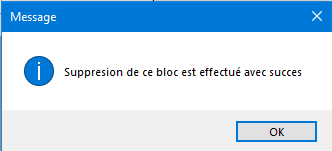 Message
Suppresion de ce bloc est effectué avec succes
OK